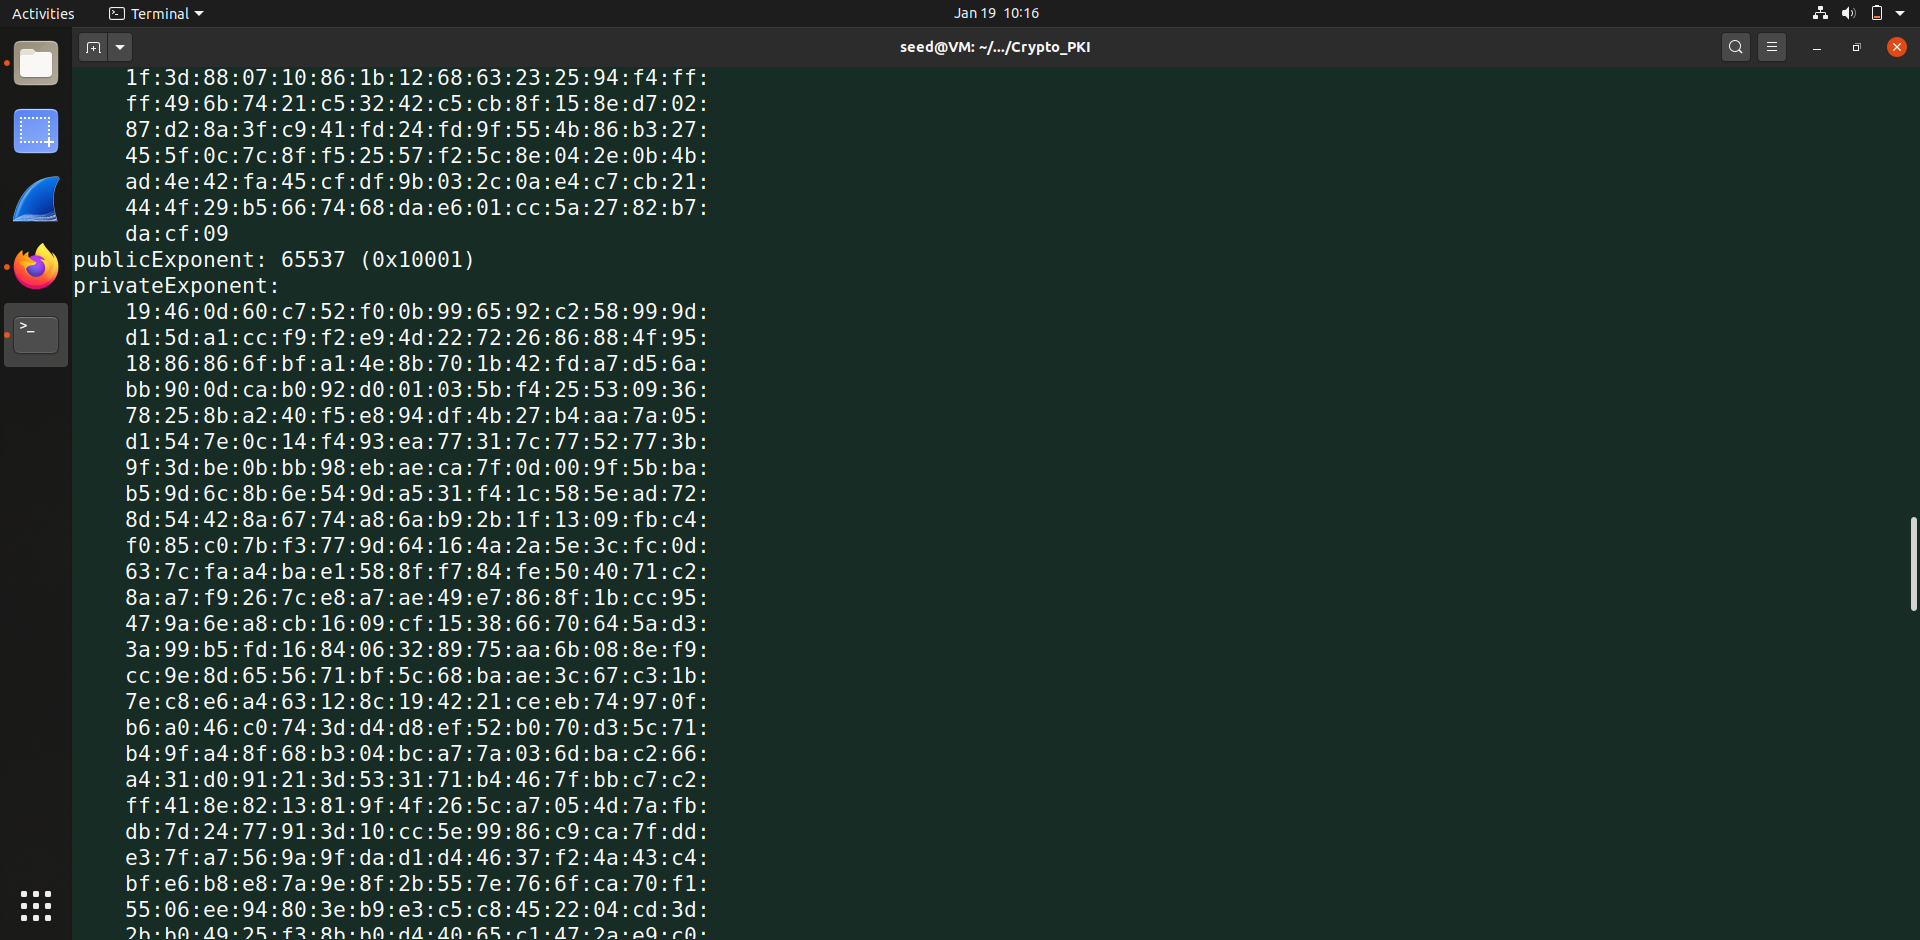 Activities
Terminal
Jan 19 10:16
seed@VM: ~/.../Crypto_PKI
1f:3d:88:07:10:86:1b:12:68:63:23:25:94:f4:ff:
ff:49:6b:74:21:c5:32:42:c5:cb:8f:15:8e:d7:02:
87:d2:8a:3f:c9:41:fd:24:fd:9f:55:4b:86:b3:27:
45:5f:0c:7c:8f:f5:25:57:f2:5c:8e:04:2e:0b:4b:
ad:4e:42:fa:45:cf:df:9b:03:2c:0a:e4:c7:cb:21:
44:4f:29:b5:66:74:68:da:e6:01:cc:5a:27:82:b7:
da:cf:09
publicExponent: 65537 (0x10001)
privateExponent:
19:46:0d:60:c7:52:f0:0b:99:65:92:c2:58:99:9d:
d1:5d:a1:cc:f9:f2:e9:4d:22:72:26:86:88:4f:95:
18:86:86:6f:bf:a1:4e:8b:70:1b:42:fd:a7:d5:6a:
bb:90:0d:ca:b0:92:d0:01:03:5b:f4:25:53:09:36:
78:25:8b:a2:40:f5:e8:94:df:4b:27:b4:aa:7a:05:
d1:54:7e:0c:14:f4:93:ea:77:31:7c:77:52:77:3b:
9f:3d:be:0b:bb:98:eb:ae:ca:7f:0d:00:9f:5b:ba:
b5:9d:6c:8b:6e:54:9d:a5:31:f4:1c:58:5e:ad:72:
8d:54:42:8a:67:74:a8:6a:b9:2b:1f:13:09:fb:c4:
f0:85:c0:7b:f3:77:9d:64:16:4a:2a:5e:3c:fc:0d:
63:7c:fa:a4:ba:e1:58:8f:f7:84:fe:50:40:71:c2:
8a:a7:f9:26:7c:e8:a7:ae:49:e7:86:8f:1b:cc:95:
47:9a:6e:a8:cb:16:09:cf:15:38:66:70:64:5a:d3:
3a:99:b5:fd:16:84:06:32:89:75:aa:6b:08:8e:f9:
cc:9e:8d:65:56:71:bf:5c:68:ba:ae:3c:67:c3:1b:
7e:c8:e6:a4:63:12:8c:19:42:21:ce:eb:74:97:0f:
b6:a0:46:c0:74:3d:d4:d8:ef:52:b0:70:d3:5c:71:
b4:9f:a4:8f:68:b3:04:bc:a7:7a:03:6d:ba:c2:66:
a4:31:d0:91:21:3d:53:31:71:b4:46:7f:bb:c7:c2:
ff:41:8e:82:13:81:9f:4f:26:5c:a7:05:4d:7a:fb:
db:7d:24:77:91:3d:10:cc:5e:99:86:c9:ca:7f:dd:
e3:7f:a7:56:9a:9f:da:d1:d4:46:37:f2:4a:43:c4:
bf:e6:b8:e8:7a:9e:8f:2b:55:7e:76:6f:ca:70:f1:
55:06:ee:94:80:3e:b9:e3:c5:c8:45:22:04:cd:3d:
2b:b0:49:25:f3:8b:b0:d4:40:65:c1:47:2a:e9:c0: